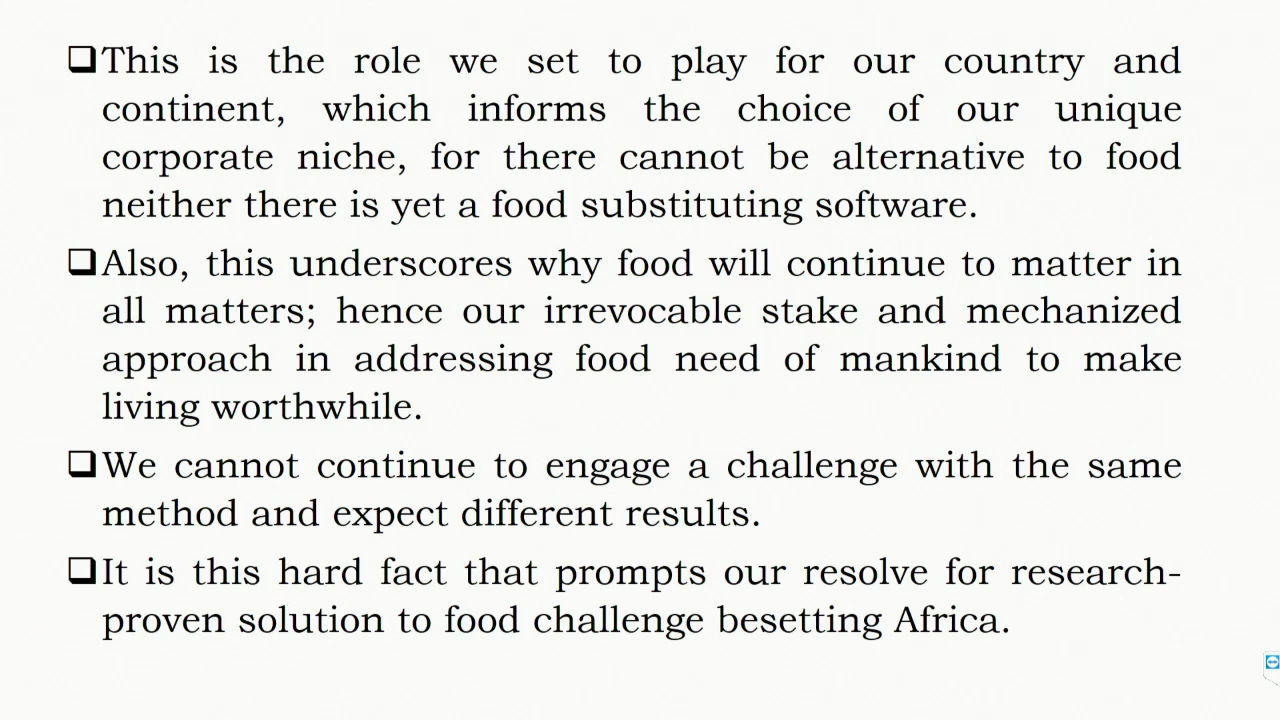 ❑This is the role we set to play for our country and
continent, which informs the choice of our unique
corporate niche, for there cannot be alternative to food
neither there is yet a food substituting software.
❑Also, this underscores why food will continue to matter in
all matters; hence our irrevocable stake and mechanized
approach in addressing food need of mankind to make
living worthwhile.
❑We cannot continue to engage a challenge with the same
method and expect different results.
❑It is this hard fact that prompts our resolve for research-
proven solution to food challenge besetting Africa.